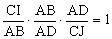 CI/AB · AB/AD · AD/CJ = 1